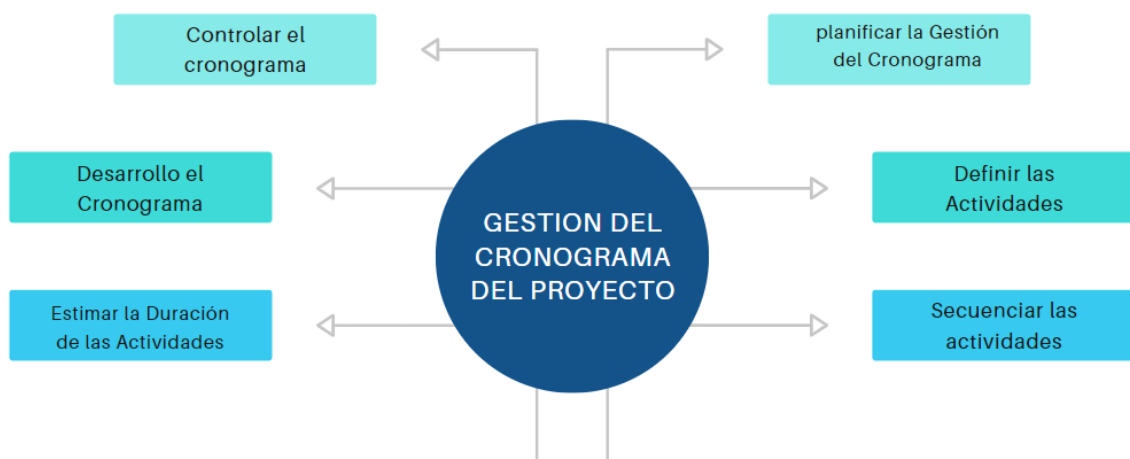 Controlar el
cronograma
planificar la Gestión
del Cronograma
Desarrollo el
Cronograma
Definir las
Actividades
GESTION DEL
CRONOGRAMA
DEL PROYECTO
Estimar la Duración
de las Actividades
Secuenciar las
actividades